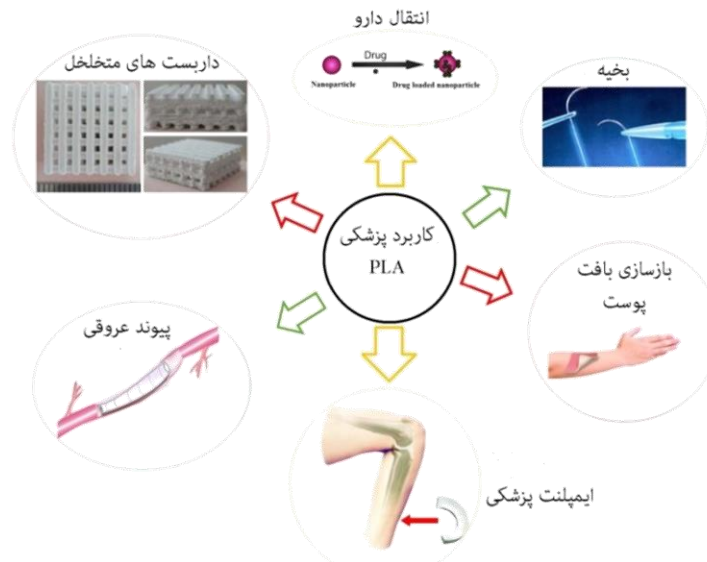 انتقال دارو
Drug
Nanoparticle
Drug loaded nanoparticle
داربست های متخلخل
بخیه
کاربرد پزشکی
PLA
بازسازی بافت
پوست
پیوند عروقی
ایمپلنت پزشکی